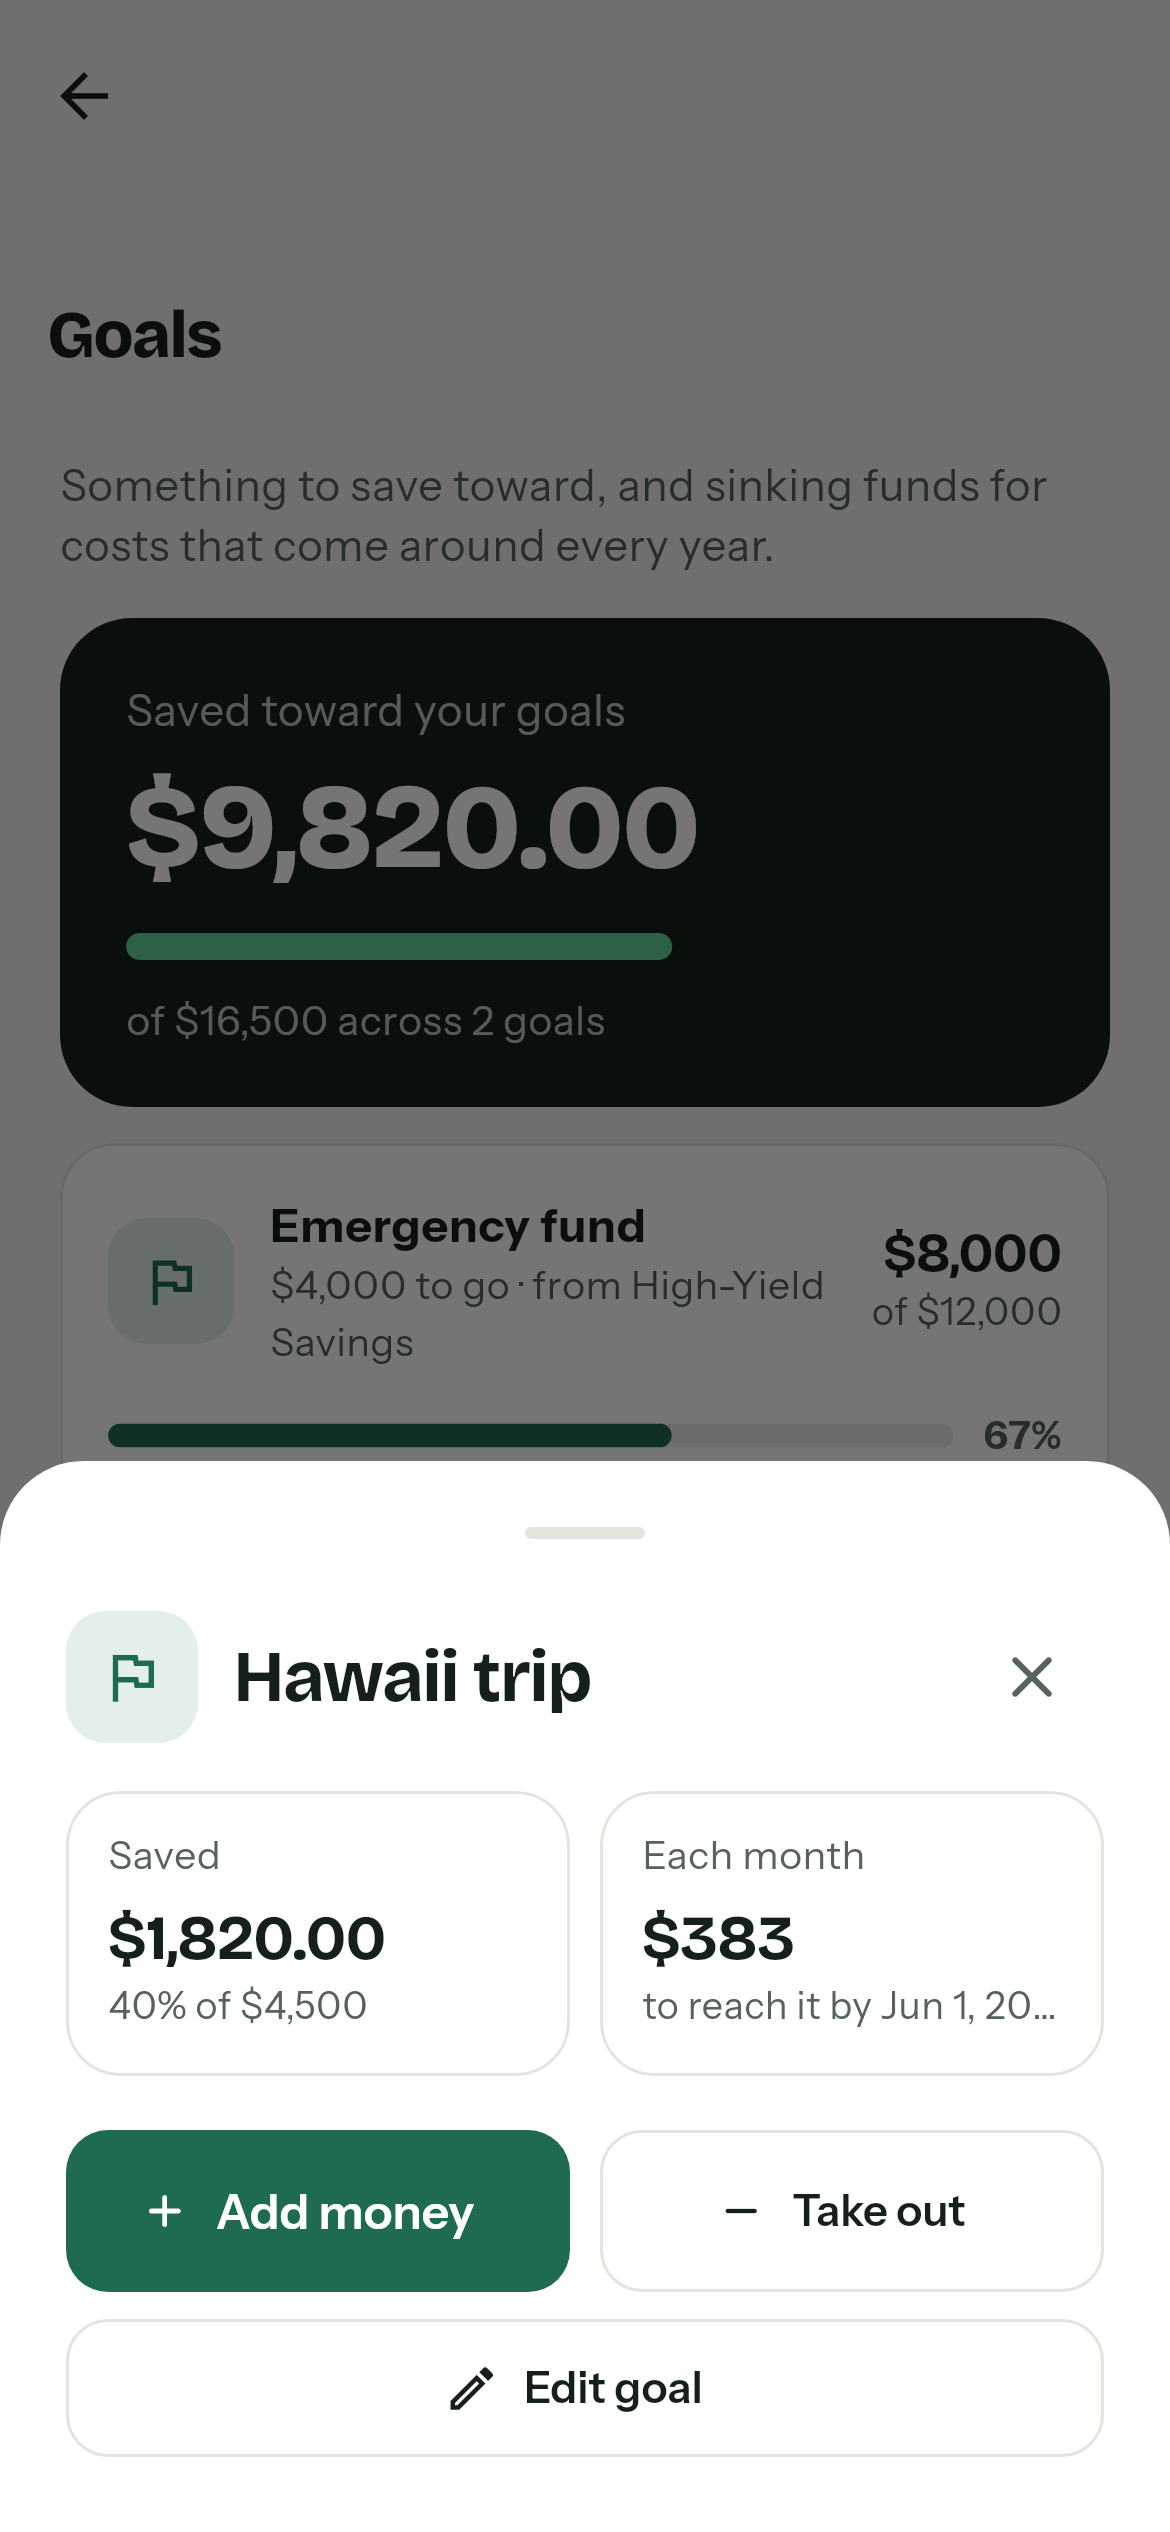 Goals
Something to save toward, and sinking funds for
costs that come around every year.
Saved toward your goals
$9,820.00
of $16,500 across 2 goals
Emergency fund
$4,000 to go · from High-Yield
Savings
$8,000
of $12,000
67%
Hawaii trip
Saved
$1,820.00
40% of $4,500
Each month
$383
to reach it by Jun 1, 20...
Add money
Take out
Edit goal